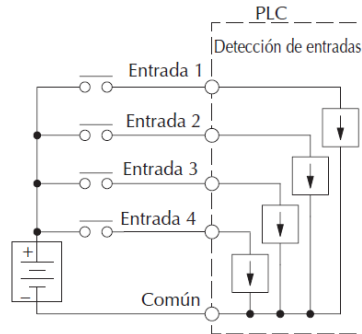 PLC
Detección de entradas
Entrada 1
Entrada 2
Entrada 3
Entrada 4
+
−
Común